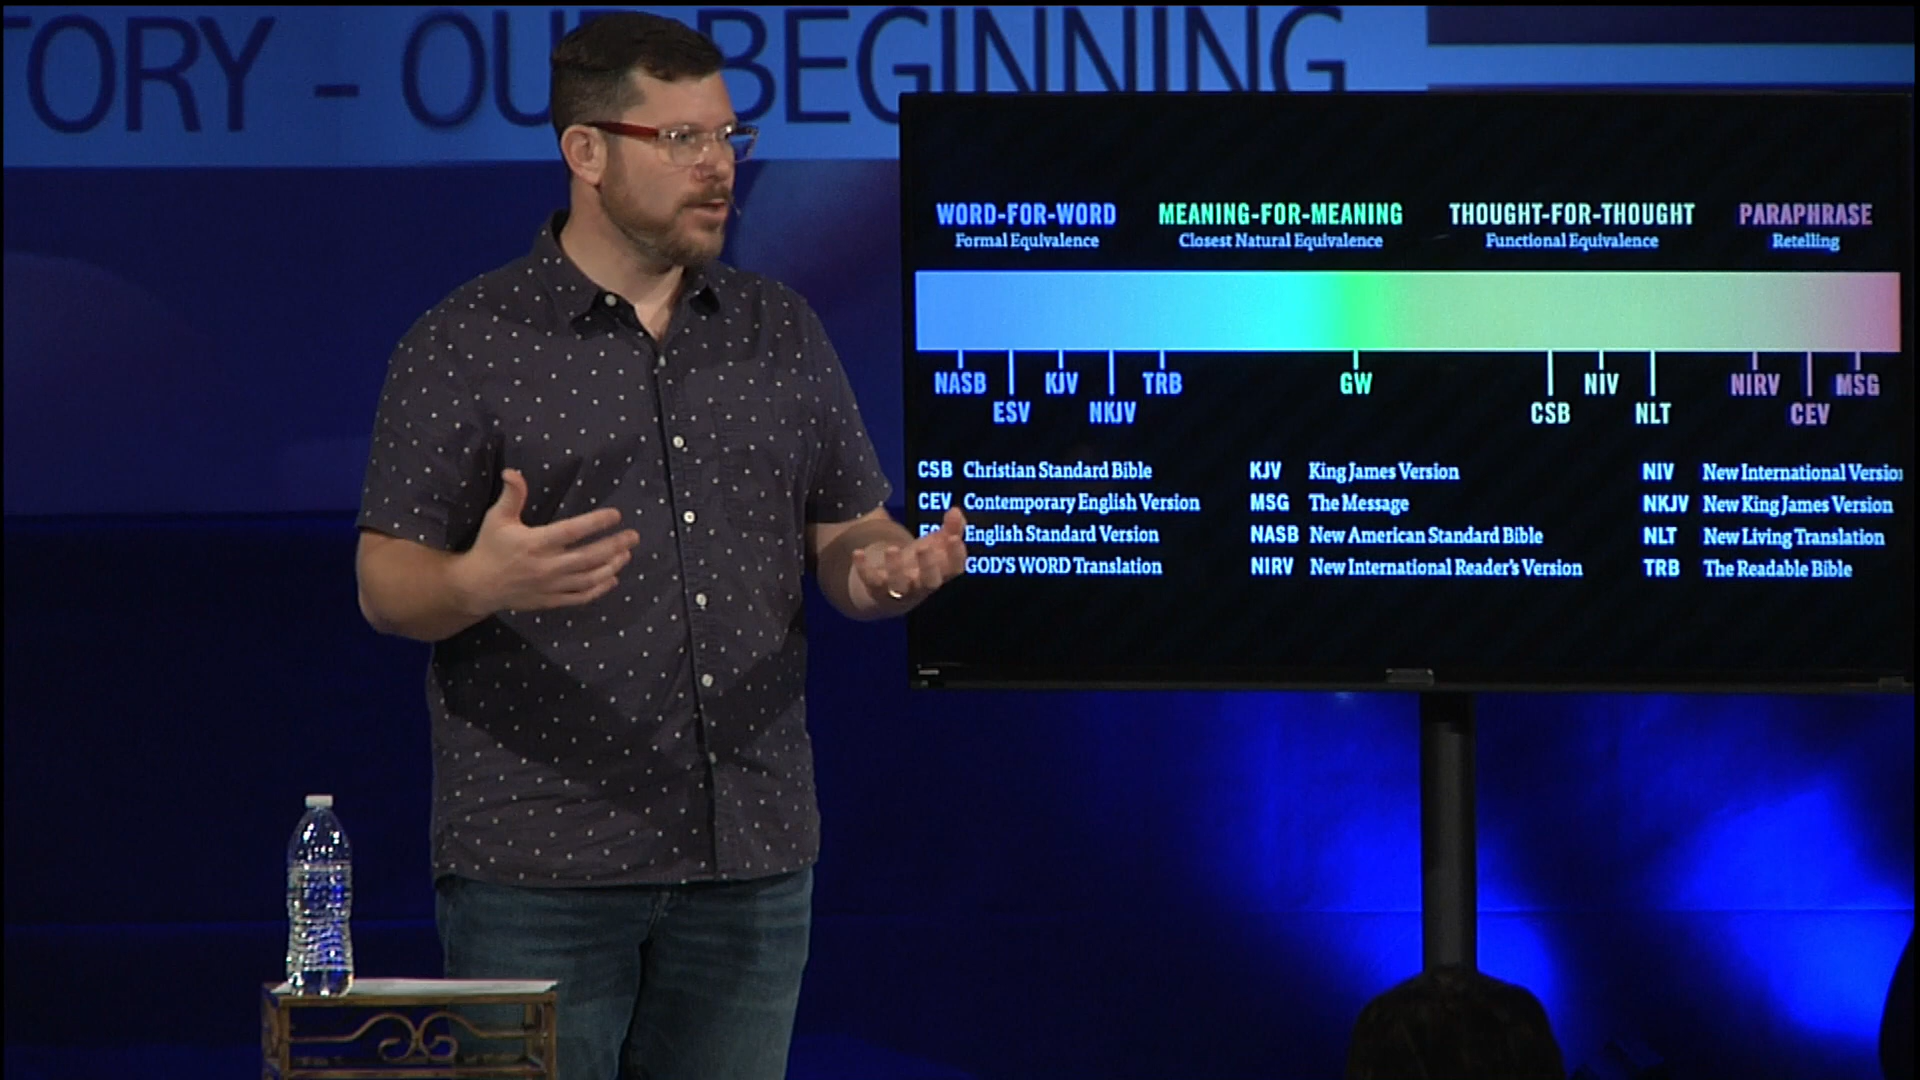 TORY - OU BEGINNING
WORD-FOR-WORD MEANING-FOR-MEANING THOUGHT-FOR-THOUGHT PARAPHRASE
Formal Equivalence Closest Natural Equivalence Functional Equivalence Retelling
NASB KJV TRB GW NIV NIRV MSG
ESV NKJV CSB NLT CEV
CSB Christian Standard Bible KJV King James Version NIV New International Versio
CEV Contemporary English Version MSG The Message NKJV New King James Version
English Standard Version NASB New American Standard Bible NLT New Living Translation
GOD'S WORD Translation NIRV New International Reader's Version TRB The Readable Bible